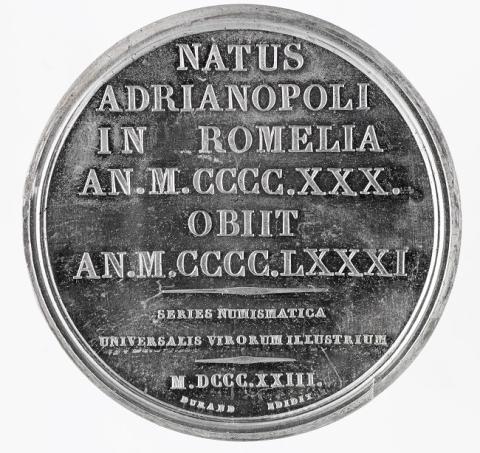 NATUS
ADRIANOPOLI
IN ROMELIA
AN.M.CCCC.XXX.
OBIIT
AN.M.CCCC.LXXXI
SERIES NUMISMATICA
UNIVERSALIS VIRORUM ILLUSTRIUM
M.DCCC.XXIII.
DURAND EDIDIT